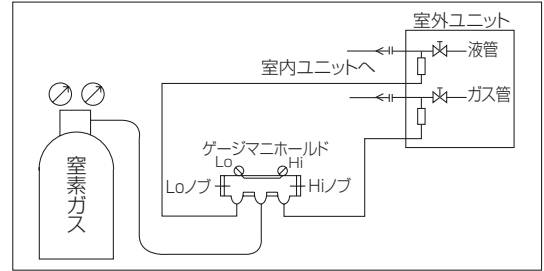 室外ユニット
液管
室内ユニットへ
ガス管
ゲージマニホールド
Lo
Hi
Loノブ
Hiノブ
窒素ガス